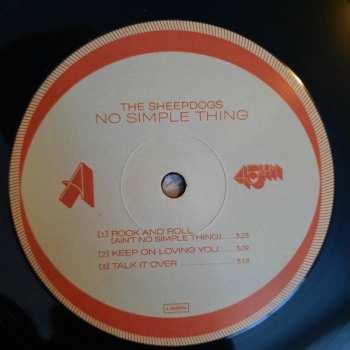 THE SHEEPDOGS
NO SIMPLE THING
A
[1] ROCK AND ROLL
(AIN'T NO SIMPLE THING)
[2] KEEP ON LOVING YOU
[3] TALK IT OVER